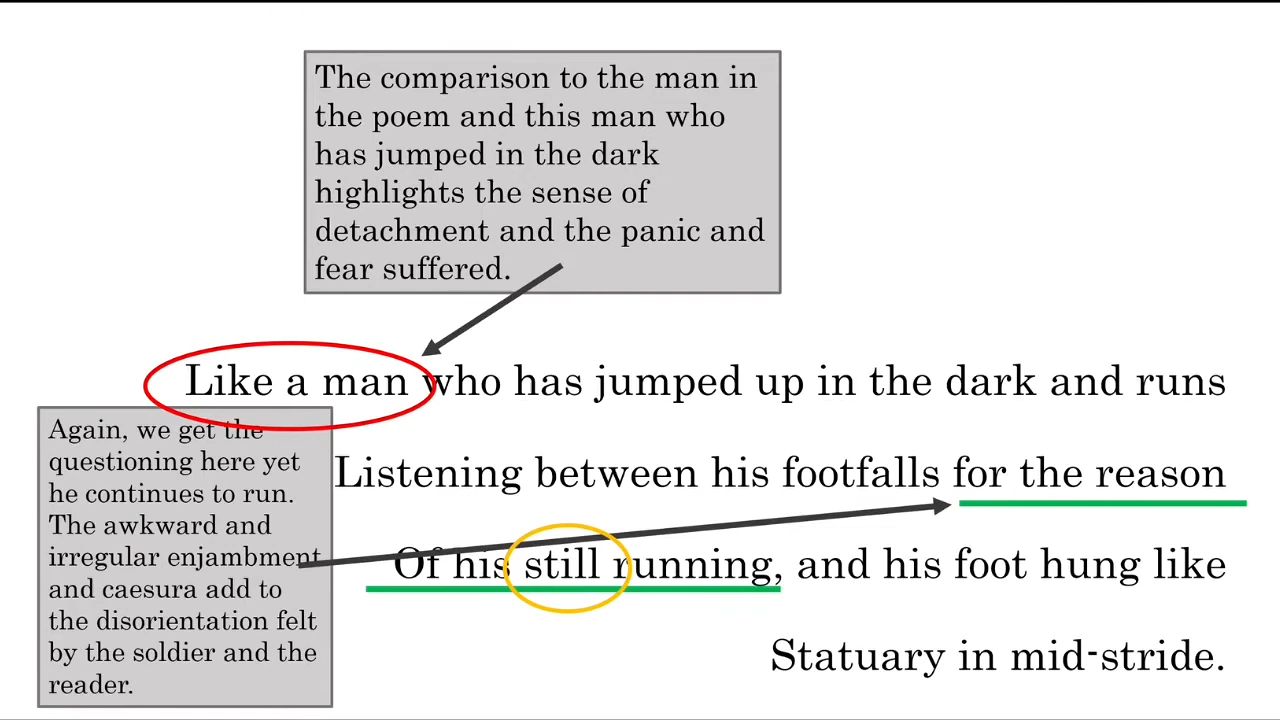 The comparison to the man in
the poem and this man who
has jumped in the dark
highlights the sense of
detachment and the panic and
fear suffered.
Like a man who has jumped up in the dark and runs
Listening between his footfalls for the reason
Of his still running, and his foot hung like
Statuary in mid-stride.
Again, we get the
questioning here yet
he continues to run.
The awkward and
irregular enjambment
and caesura add to
the disorientation felt
by the soldier and the
reader.